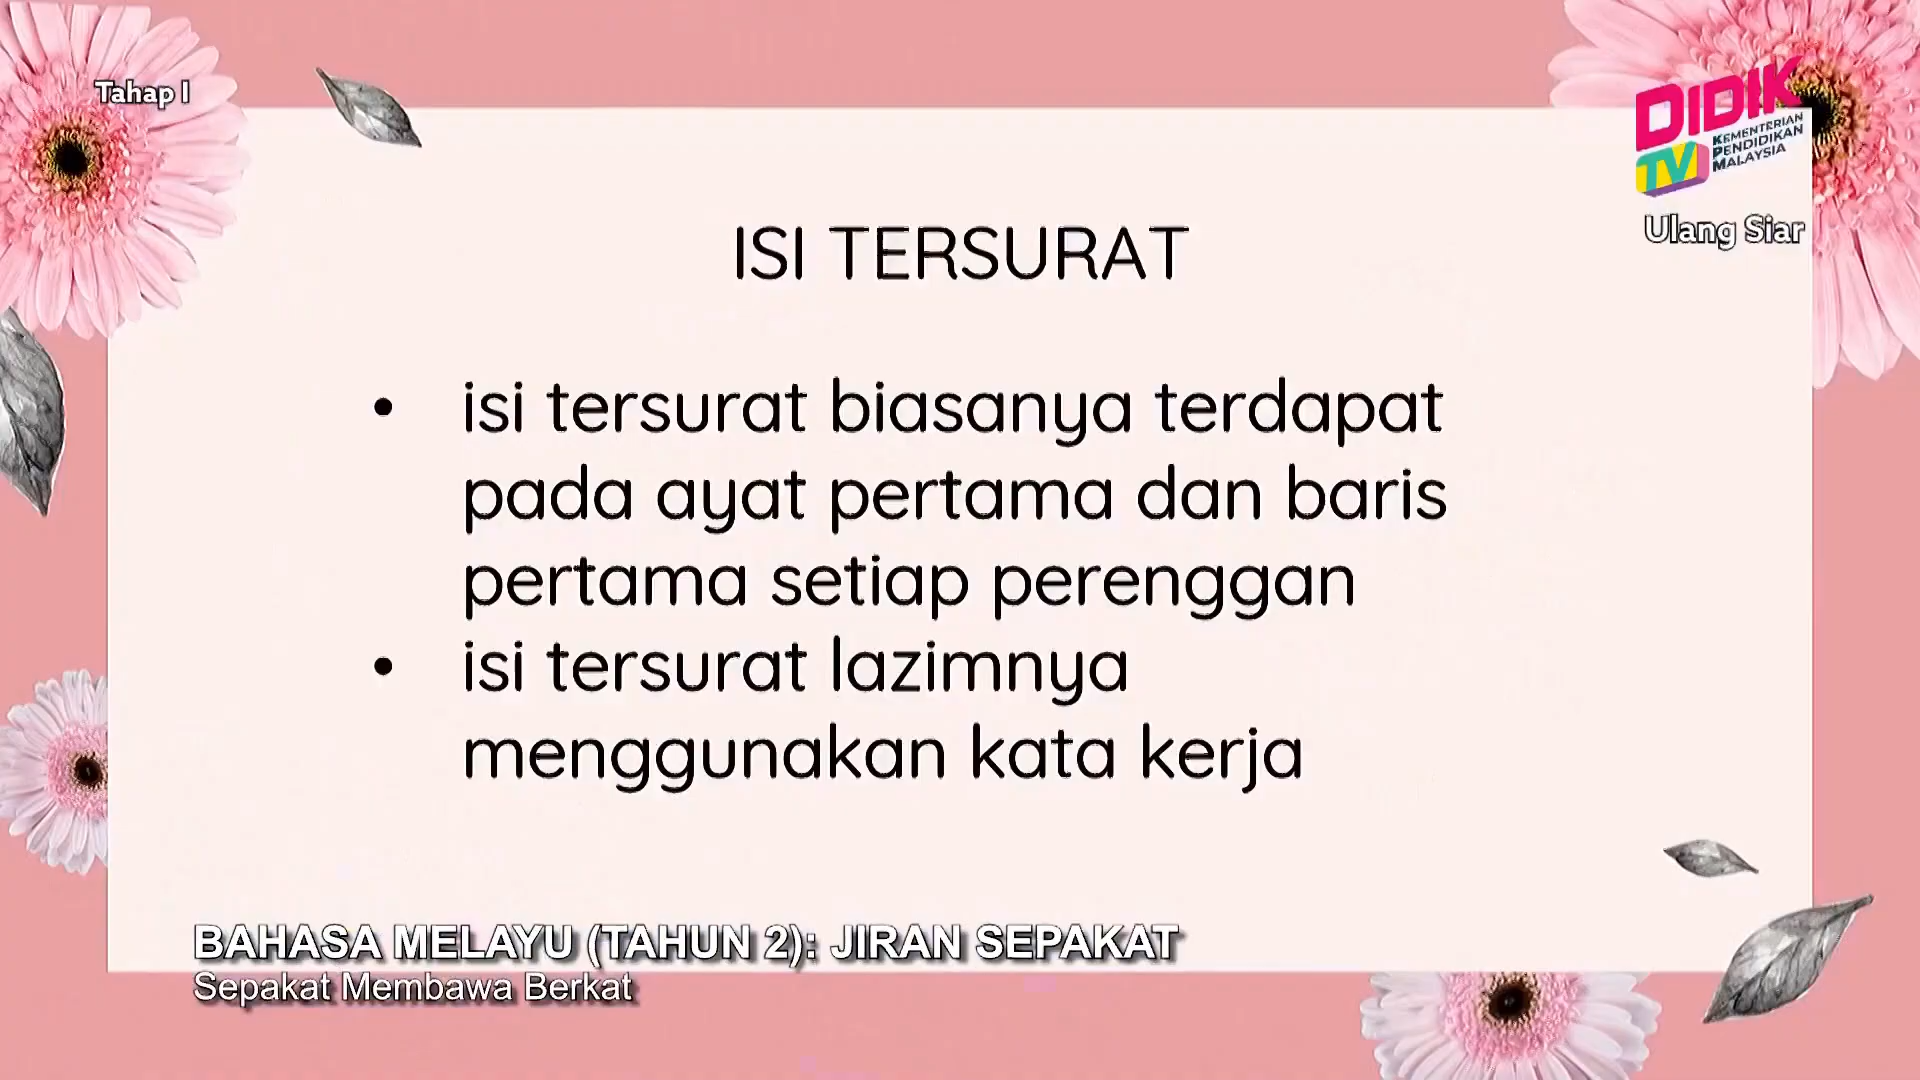 Tahap I
DIDIK
TV
KEMENTERIAN
PENDIDIKAN
MALAYSIA
Ulang Siar
ISI TERSURAT
• isi tersurat biasanya terdapat
pada ayat pertama dan baris
pertama setiap perenggan
• isi tersurat lazimnya
menggunakan kata kerja
BAHASA MELAYU (TAHUN 2): JIRAN SEPAKAT
Sepakat Membawa Berkat